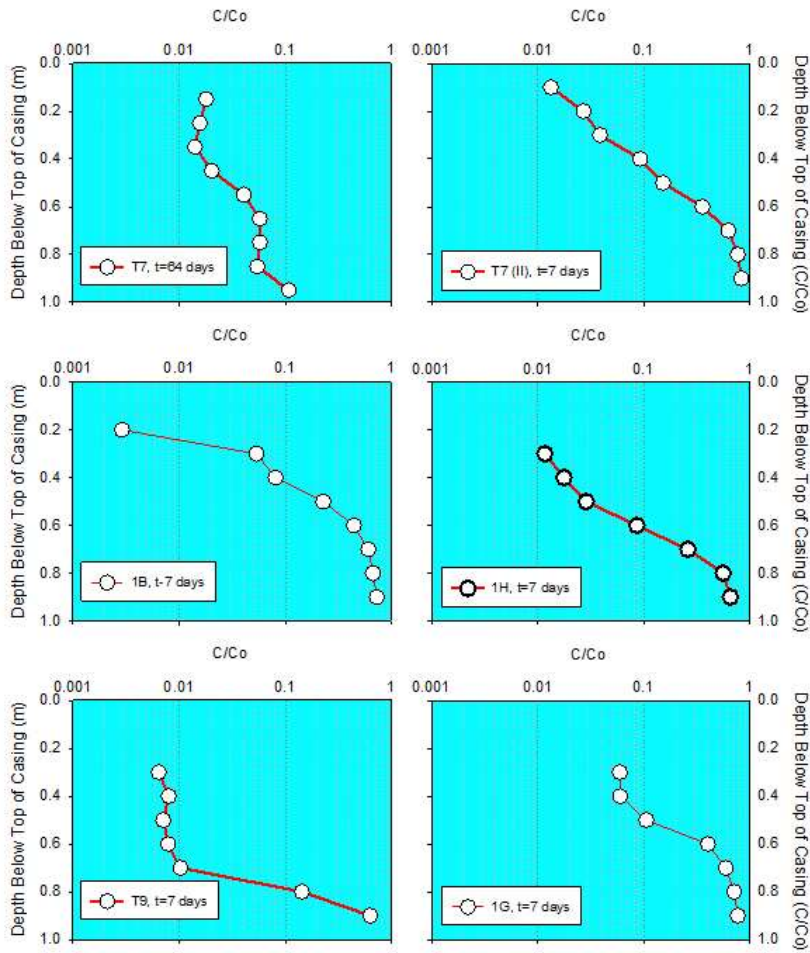 C/Co
C/Co
0.001 0.01 0.1 1
0.001 0.01 0.1 1
Depth Below Top of Casing (m)
0.0
0.2
0.4
0.6
0.8
1.0
T7, t=64 days
T7 (II), t=7 days
0.0
0.2
0.4
0.6
0.8
1.0
Depth Below Top of Casing (C/Co)
C/Co
C/Co
0.001 0.01 0.1 1
0.001 0.01 0.1 1
Depth Below Top of Casing (m)
0.0
0.2
0.4
0.6
0.8
1.0
1B, t-7 days
1H, t=7 days
0.0
0.2
0.4
0.6
0.8
1.0
Depth Below Top of Casing (C/Co)
C/Co
C/Co
0.001 0.01 0.1 1
0.001 0.01 0.1 1
Depth Below Top of Casing (m)
0.0
0.2
0.4
0.6
0.8
1.0
T9, t=7 days
1G, t=7 days
0.0
0.2
0.4
0.6
0.8
1.0
Depth Below Top of Casing (C/Co)